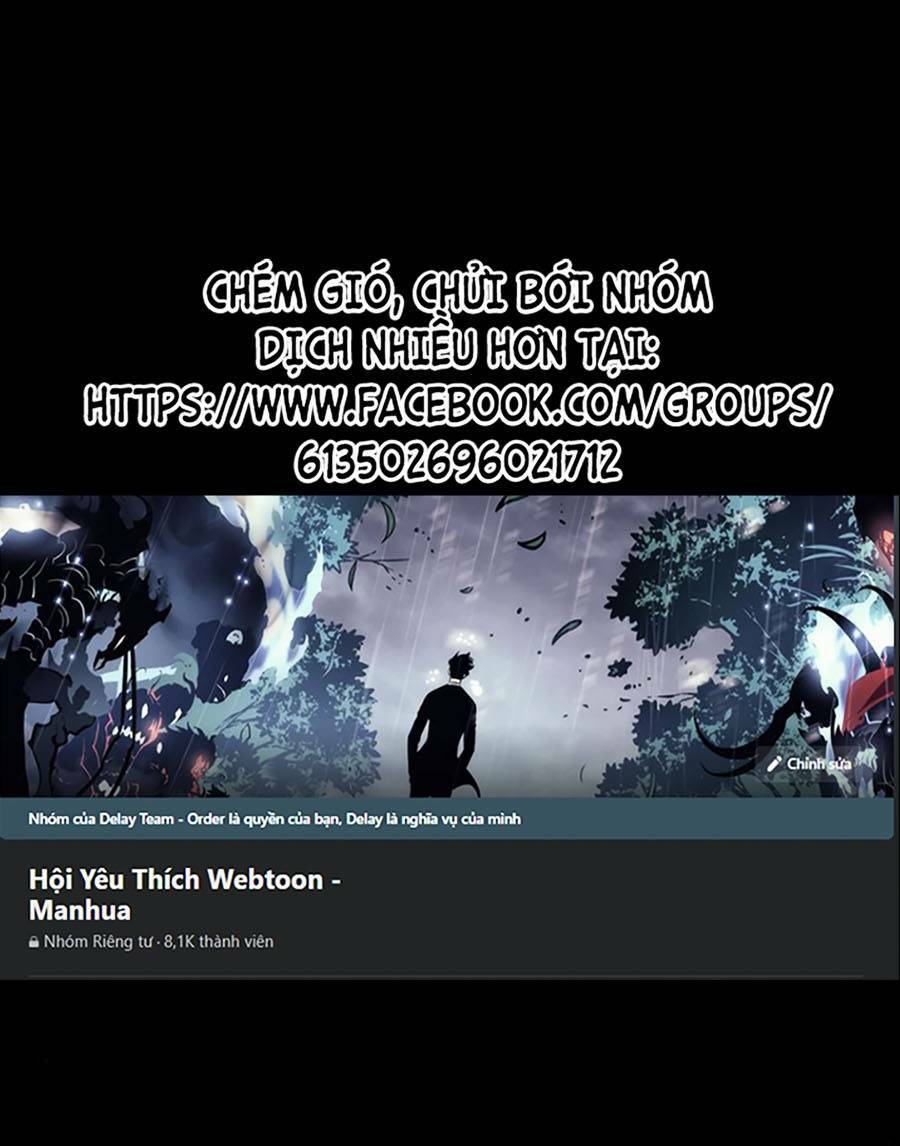 CHÉM GIÓ, CHỬI BỚI NHÓM
DỊCH NHIỀU HƠN TẠI:
HTTPS://WWW.FACEBOOK.COM/GROUPS/
613502696021712
Chỉnh sửa
Nhóm của Delay Team - Order là quyền của bạn, Delay là nghĩa vụ của mình
Hội Yêu Thích Webtoon -
Manhua
Nhóm Riêng tư · 8,1K thành viên